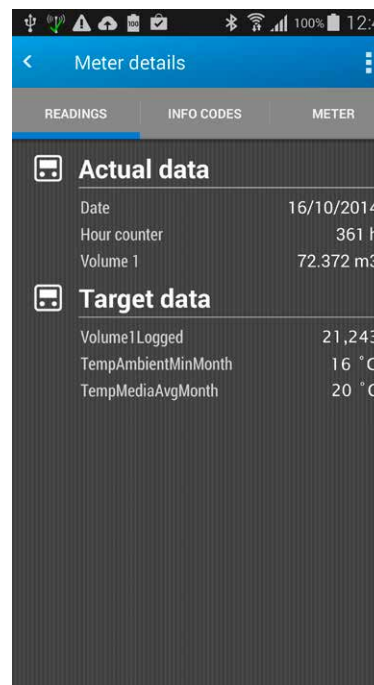 100% 12:4
Meter details
READINGS INFO CODES METER
Actual data
Date 16/10/2014
Hour counter 361 h
Volume 1 72.372 m3
Target data
Volume1Logged 21,243
TempAmbientMinMonth 16 °C
TempMediaAvgMonth 20 °C